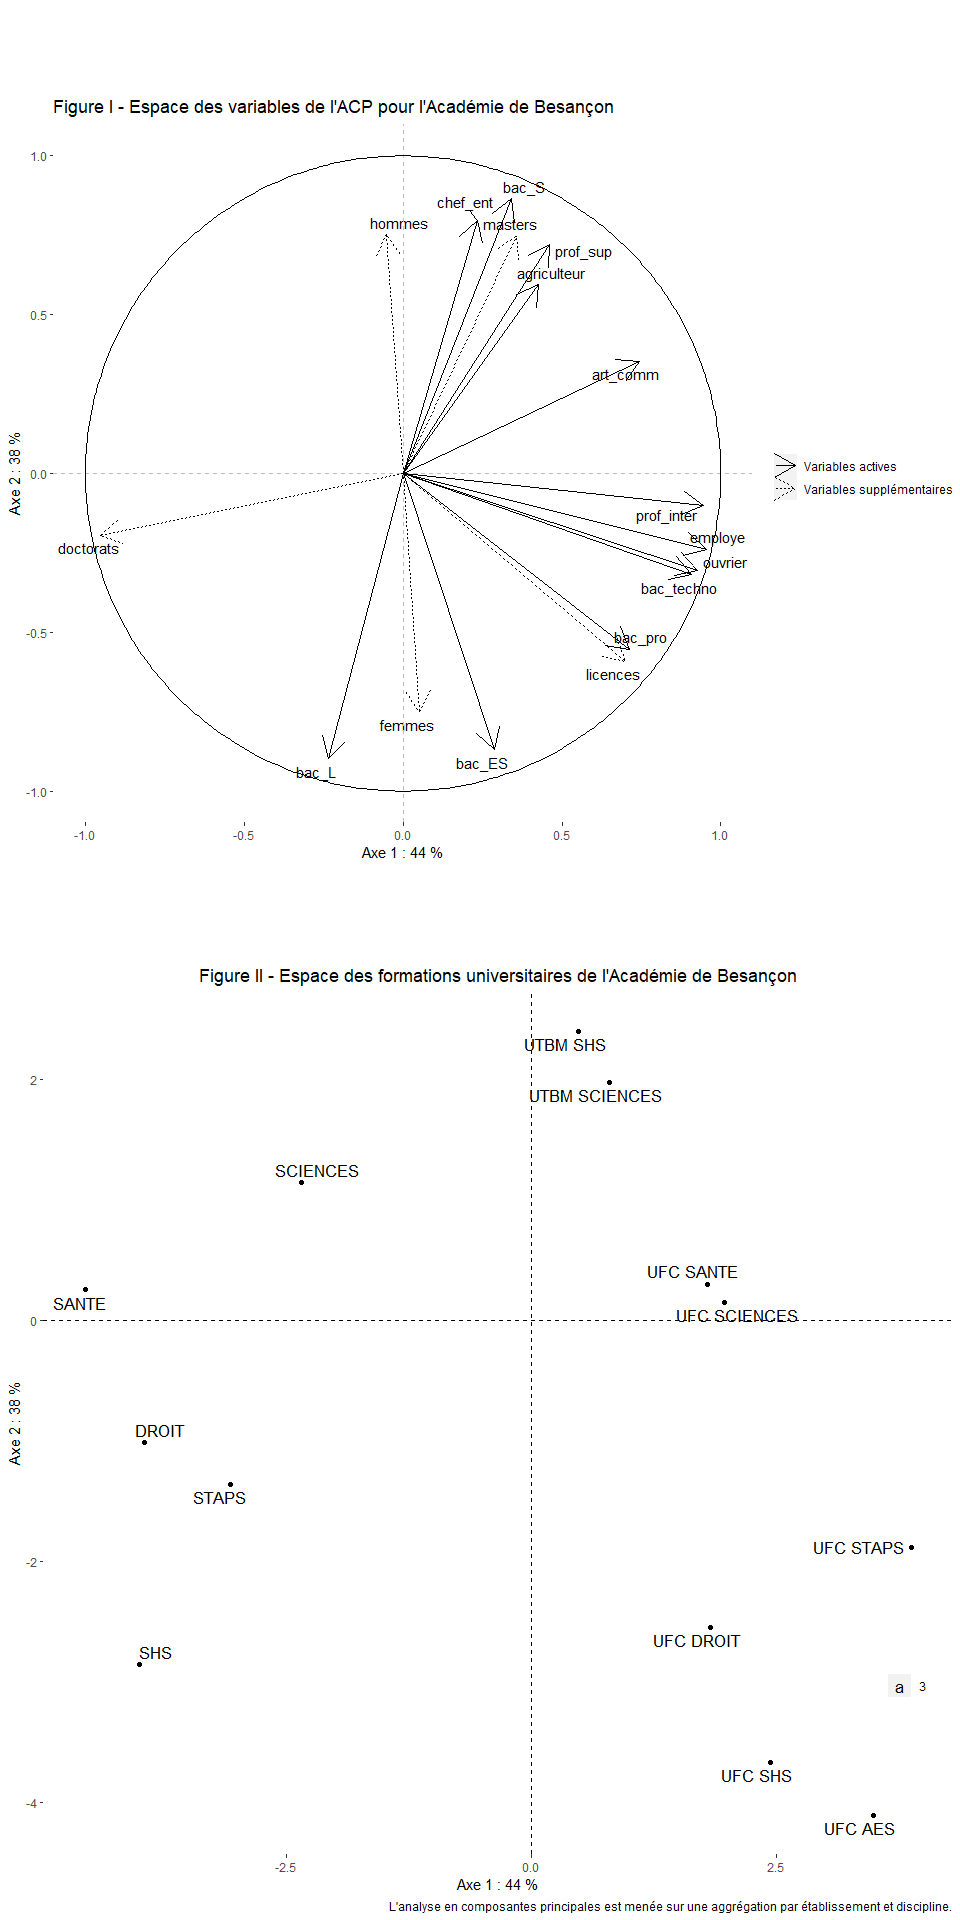 Figure I - Espace des variables de l'ACP pour l'Académie de Besançon
1.0
bac_S
chef_ent
hommes
masters
prof_sup
agriculteur
0.5
art_comm
Axe 2 : 38 %
0.0
Variables actives
Variables supplémentaires
prof_inter
employe
doctorats
ouvrier
bac_techno
-0.5
bac_pro
licences
femmes
bac_ES
bac_L
-1.0
-1.0 -0.5 0.0 0.5 1.0
Axe 1 : 44 %
Figure II - Espace des formations universitaires de l'Académie de Besançon
UTBM SHS
2
UTBM SCIENCES
SCIENCES
UFC SANTE
SANTE
UFC SCIENCES
0
Axe 2 : 38 %
DROIT
STAPS
UFC STAPS
-2
UFC DROIT
SHS
a 3
UFC SHS
-4
UFC AES
-2.5 0.0 2.5
Axe 1 : 44 %
L'analyse en composantes principales est menée sur une aggrégation par établissement et discipline.